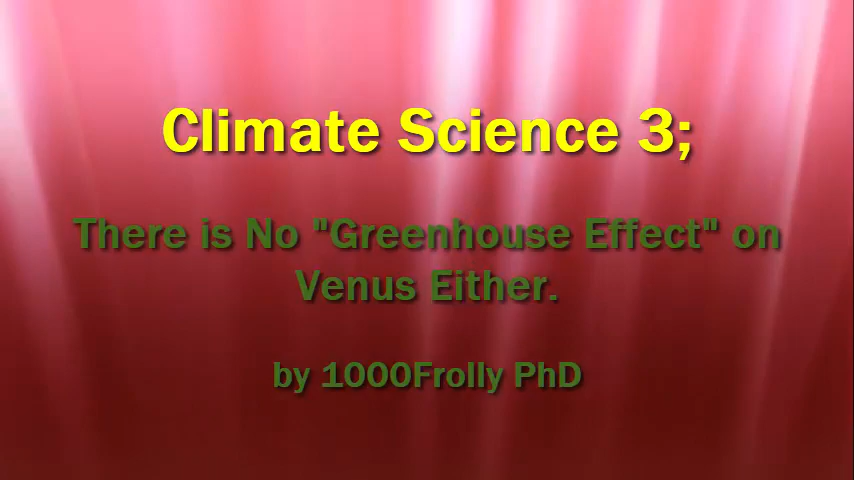 Climate Science 3;
There is No "Greenhouse Effect" on
Venus Either.
by 1000Frolly PhD